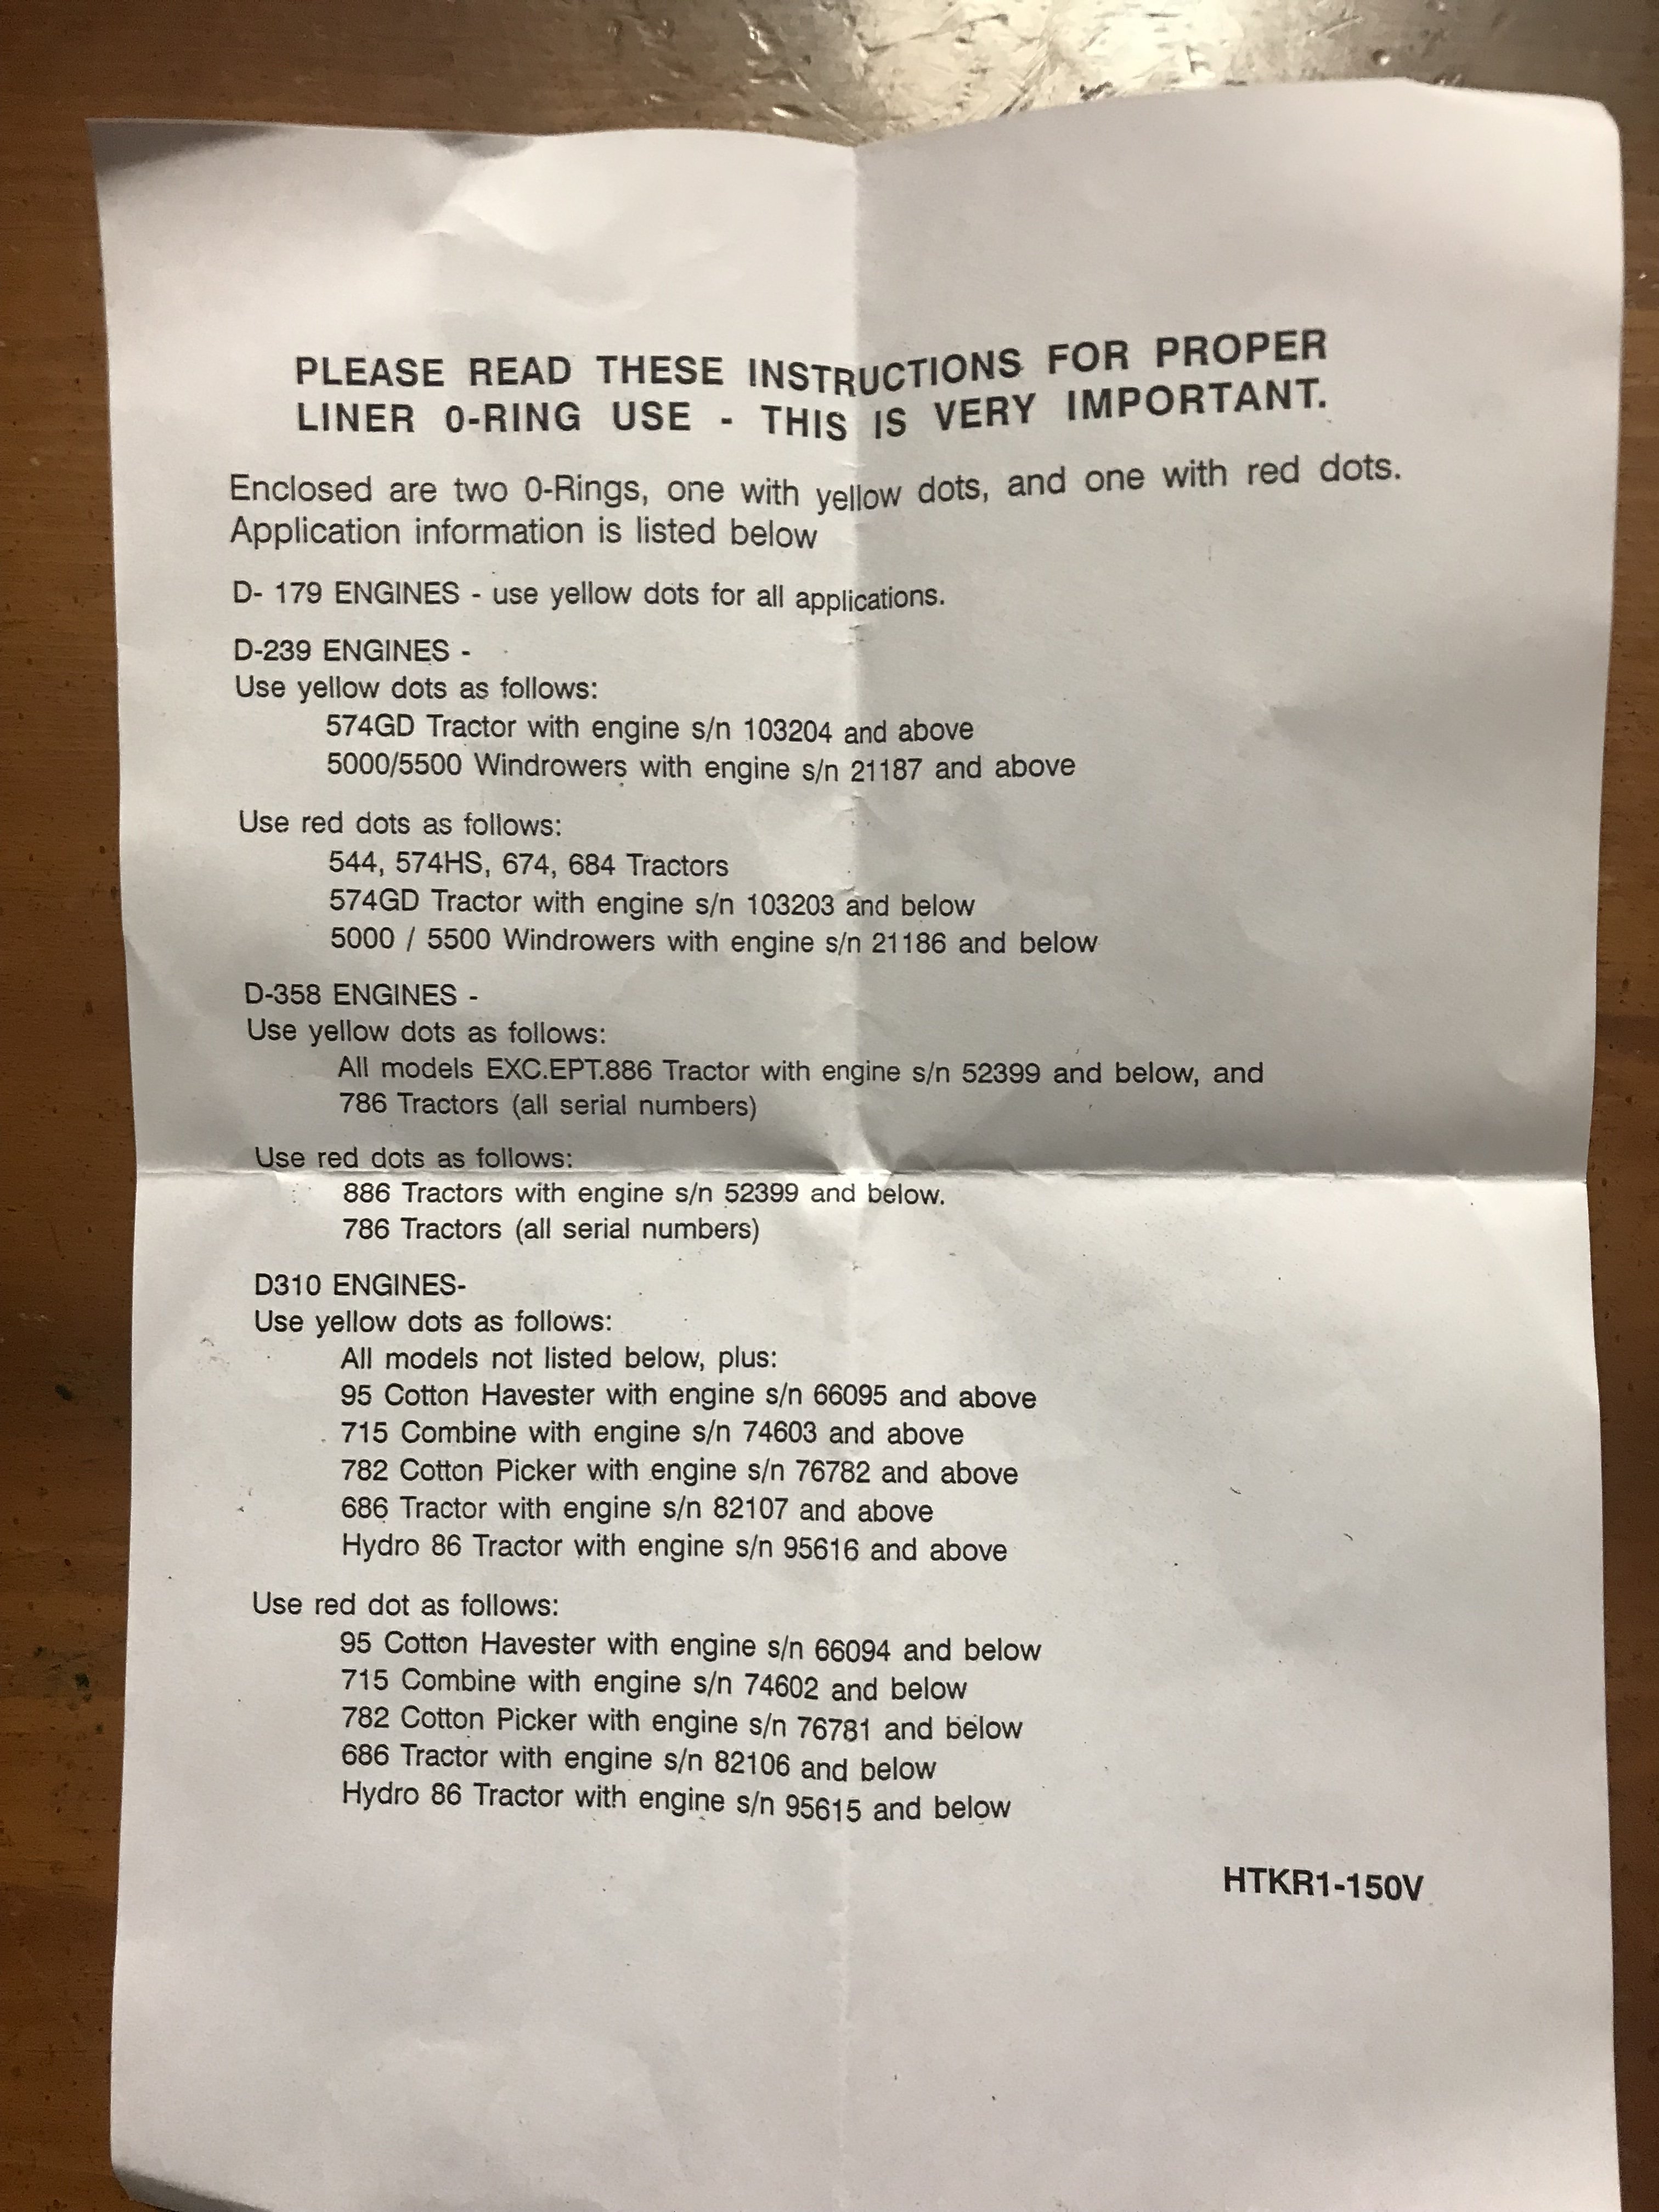 PLEASE READ THESE INSTRUCTIONS FOR PROPER
LINER 0-RING USE - THIS IS VERY IMPORTANT.
Enclosed are two 0-Rings, one with yellow dots, and one with red dots.
Application information is listed below
D- 179 ENGINES - use yellow dots for all applications.
D-239 ENGINES -
Use yellow dots as follows:
574GD Tractor with engine s/n 103204 and above
5000/5500 Windrowers with engine s/n 21187 and above
Use red dots as follows:
544, 574HS, 674, 684 Tractors
574GD Tractor with engine s/n 103203 and below
5000 / 5500 Windrowers with engine s/n 21186 and below
D-358 ENGINES -
Use yellow dots as follows:
All models EXC.EPT.886 Tractor with engine s/n 52399 and below, and
786 Tractors (all serial numbers)
Use red dots as follows:
886 Tractors with engine s/n 52399 and below.
786 Tractors (all serial numbers)
D310 ENGINES-
Use yellow dots as follows:
All models not listed below, plus:
95 Cotton Havester with engine s/n 66095 and above
715 Combine with engine s/n 74603 and above
782 Cotton Picker with engine s/n 76782 and above
686 Tractor with engine s/n 82107 and above
Hydro 86 Tractor with engine s/n 95616 and above
Use red dot as follows:
95 Cotton Havester with engine s/n 66094 and below
715 Combine with engine s/n 74602 and below
782 Cotton Picker with engine s/n 76781 and below
686 Tractor with engine s/n 82106 and below
Hydro 86 Tractor with engine s/n 95615 and below
HTKR1-150V